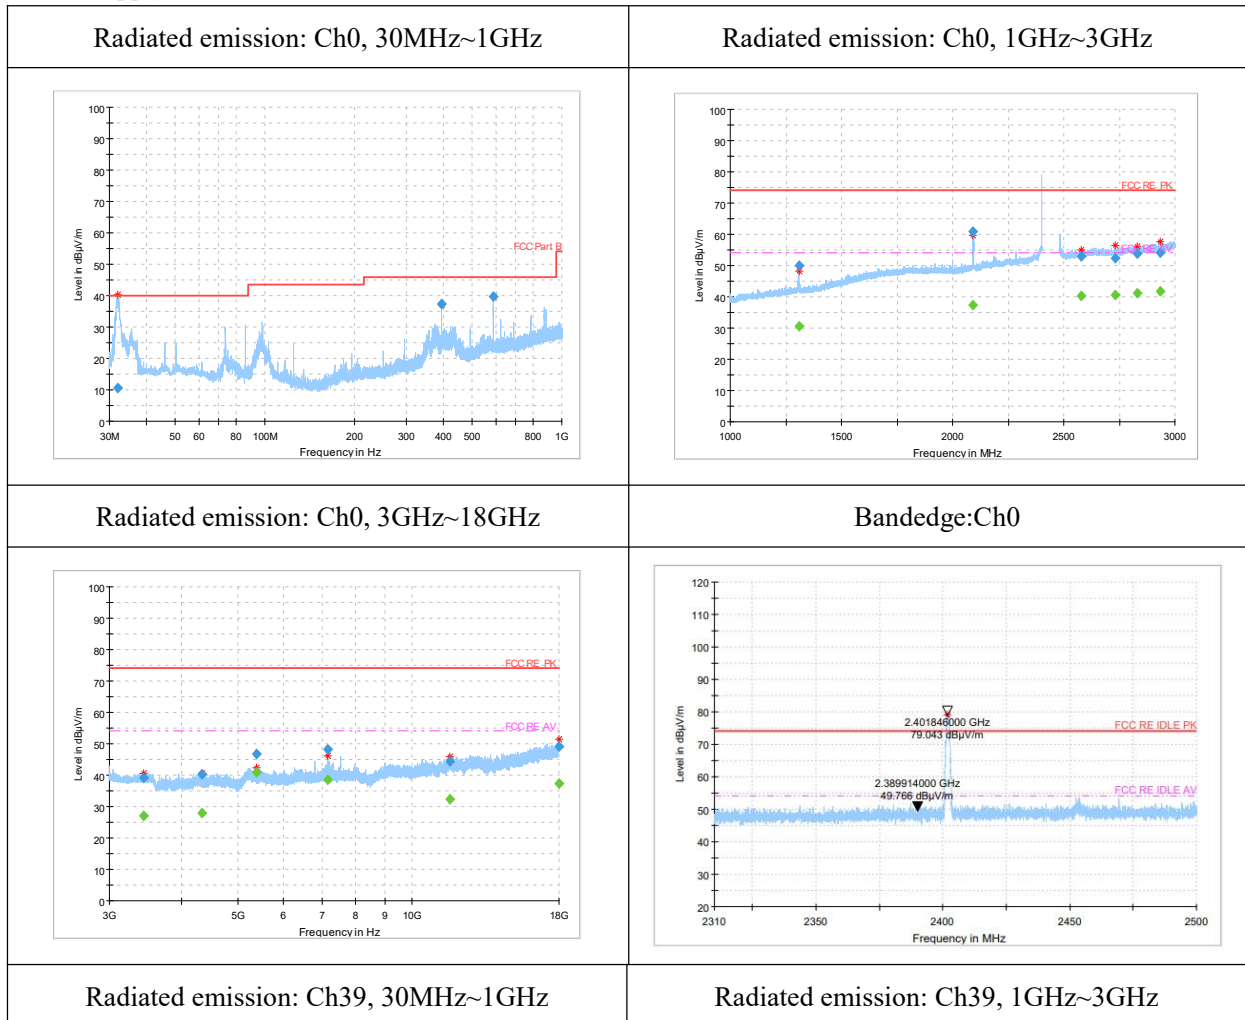 Radiated emission: Ch0, 30MHz~1GHz
Radiated emission: Ch0, 1GHz~3GHz
100
90
80
70
60
50
40
30
20
10
0
Level in dBµV/m
FCC Part B
30M
50
60
80
100M
200
300
400
500
800
1G
Frequency in Hz
100
90
80
70
60
50
40
30
20
10
0
Level in dBµV/m
FCC RE PK
FCC RE AV
1000
1500
2000
2500
3000
Frequency in MHz
Radiated emission: Ch0, 3GHz~18GHz
Bandedge:Ch0
100
90
80
70
60
50
40
30
20
10
0
Level in dBµV/m
FCC RE PK
FCC RE AV
3G
5G
6
7
8
9
10G
18G
Frequency in Hz
120
110
100
90
80
70
60
50
40
30
20
Level in dBµV/m
2.401846000 GHz
79.043 dBµV/m
FCC RE IDLE PK
2.389914000 GHz
49.766 dBµV/m
FCC RE IDLE AV
2310
2350
2400
2450
2500
Frequency in MHz
Radiated emission: Ch39, 30MHz~1GHz
Radiated emission: Ch39, 1GHz~3GHz